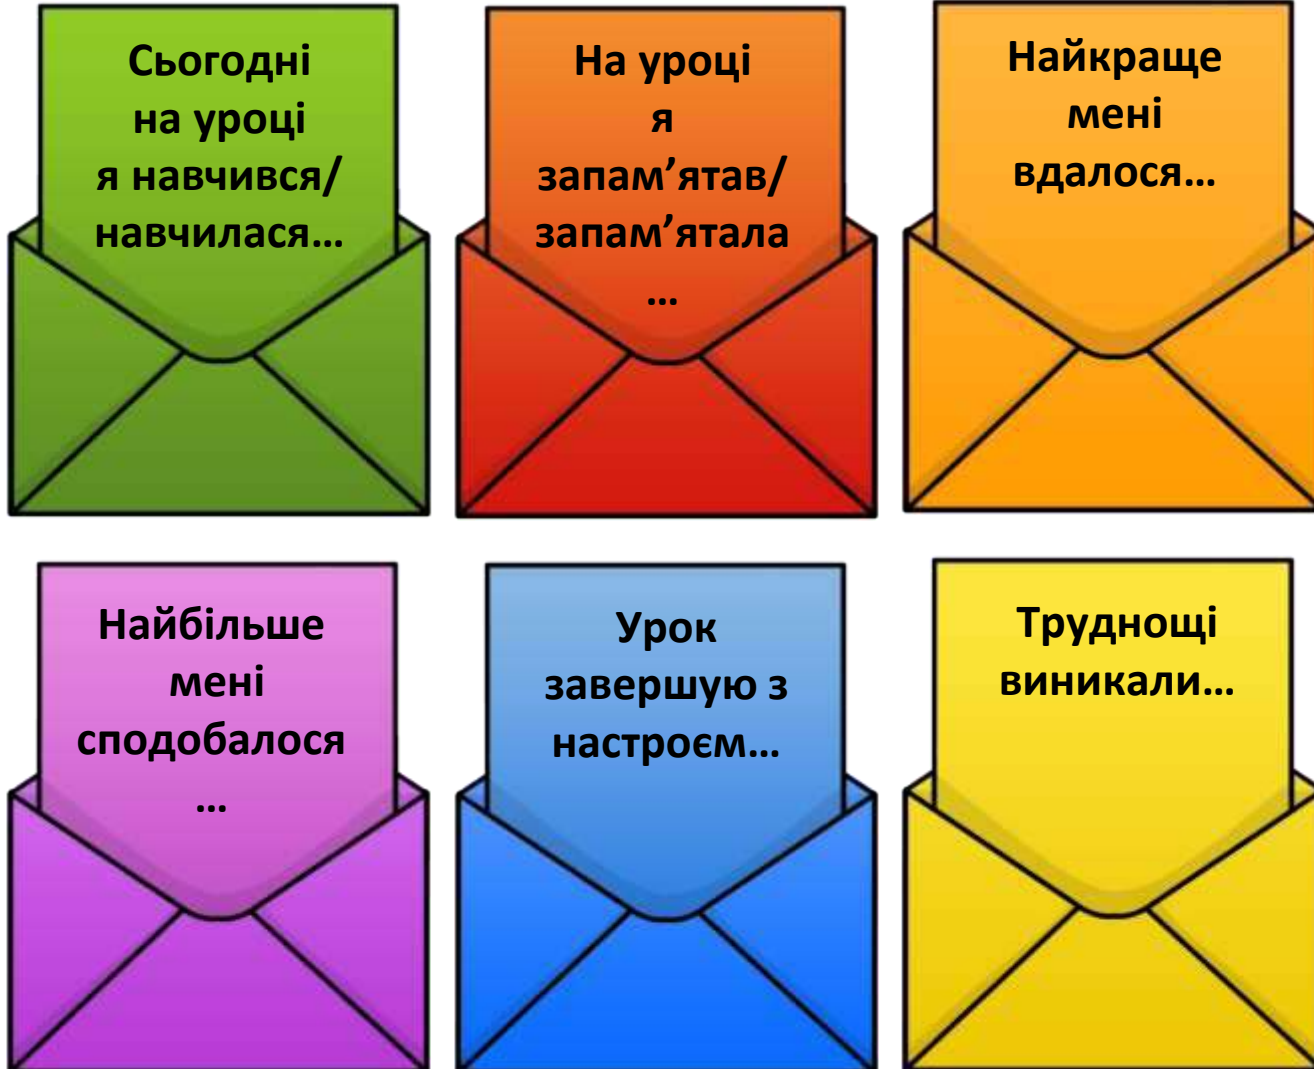 Сьогодні
на уроці
я навчився/
навчилася…
На уроці
я
запам’ятав/
запам’ятала
…
Найкраще
мені
вдалося…
Найбільше
мені
сподобалося
…
Урок
завершую з
настроєм…
Труднощі
виникали…